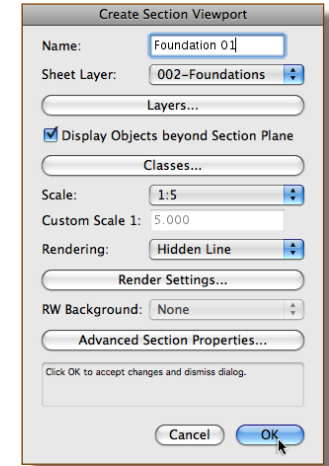 Create Section Viewport
Name: Foundation 01
Sheet Layer: 002-Foundations
Layers...
Display Objects beyond Section Plane
Classes...
Scale: 1:5
Custom Scale 1: 5.000
Rendering: Hidden Line
Render Settings...
RW Background: None
Advanced Section Properties...
Click OK to accept changes and dismiss dialog.
Cancel OK